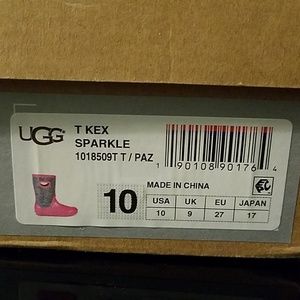 UGG
T KEX
SPARKLE
1018509T T / PAZ
1 90108 90176 4
MADE IN CHINA
10
USA UK EU JAPAN
10 9 27 17